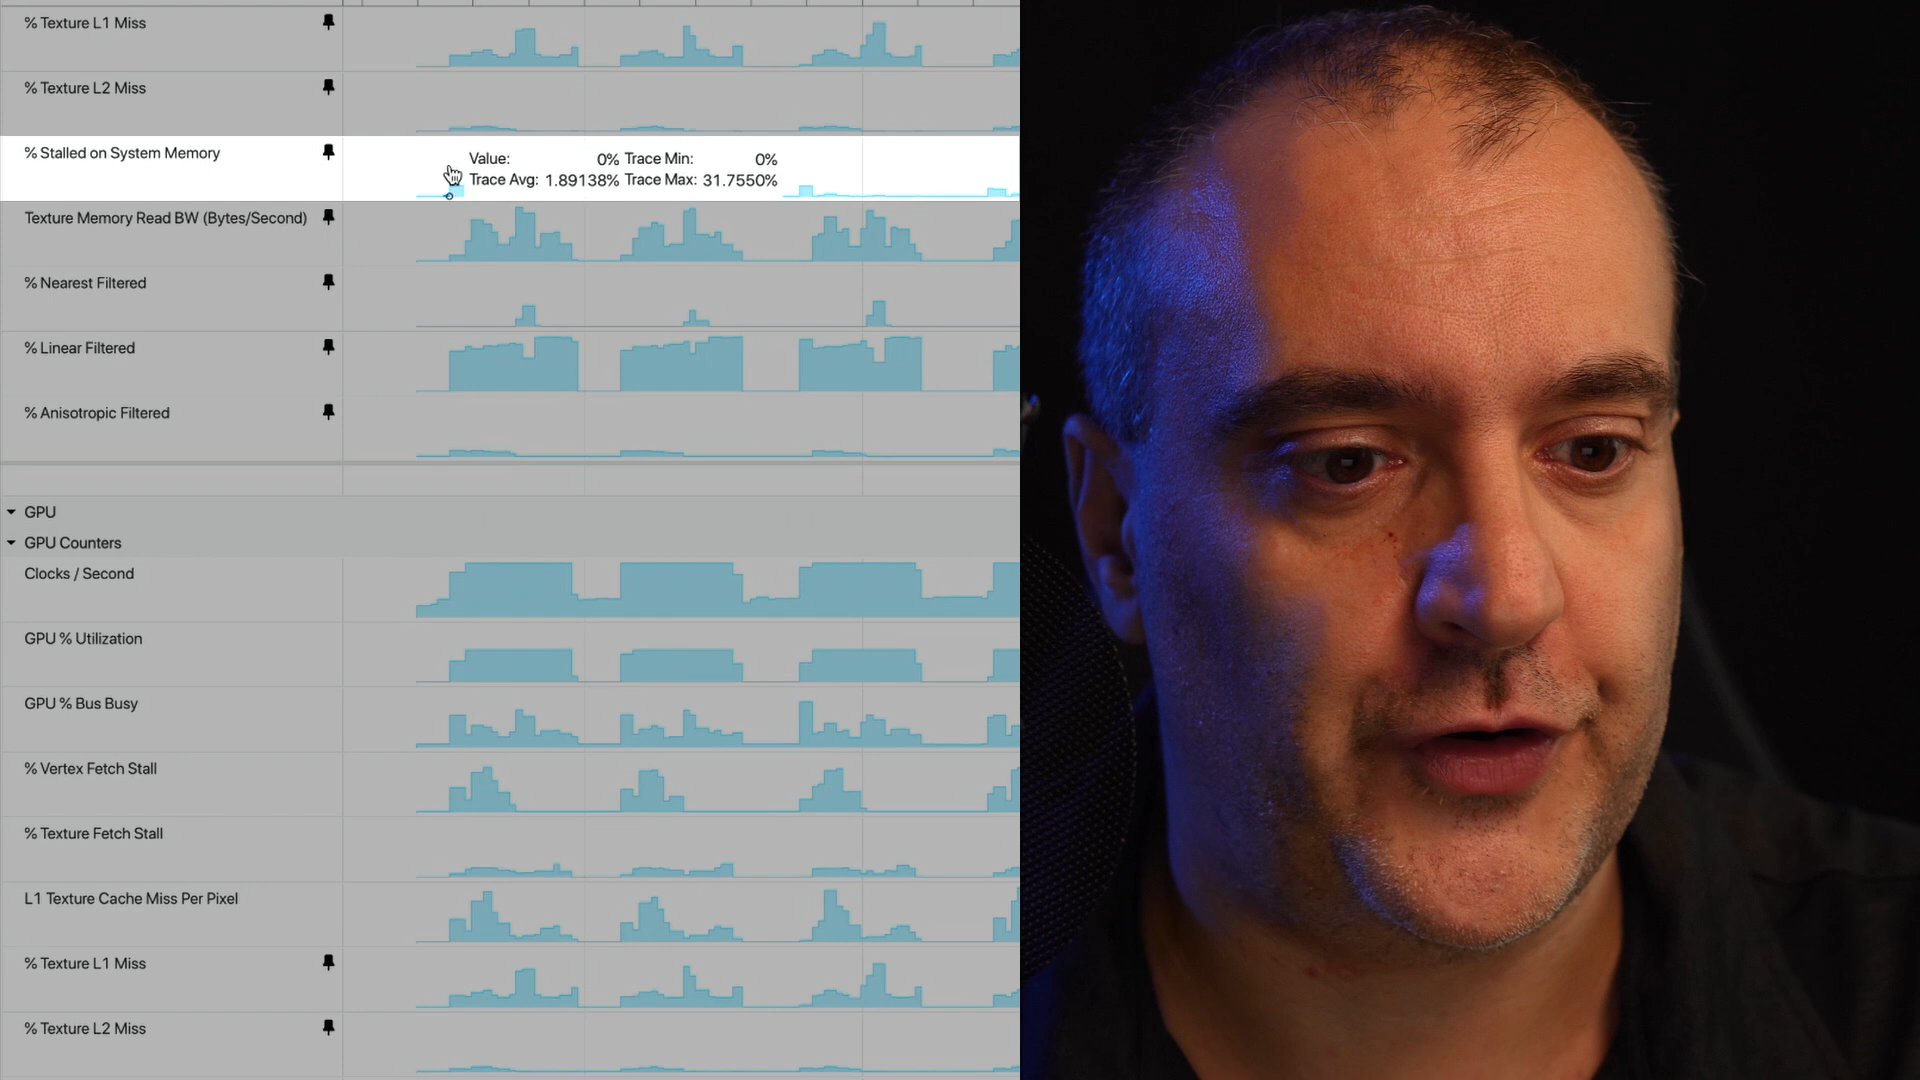 % Texture L1 Miss
% Texture L2 Miss
% Stalled on System Memory
Value: 0% Trace Min: 0%
Trace Avg: 1.89138% Trace Max: 31.7550%
Texture Memory Read BW (Bytes/Second)
% Nearest Filtered
% Linear Filtered
% Anisotropic Filtered
GPU
GPU Counters
Clocks / Second
GPU % Utilization
GPU % Bus Busy
% Vertex Fetch Stall
% Texture Fetch Stall
L1 Texture Cache Miss Per Pixel
% Texture L1 Miss
% Texture L2 Miss